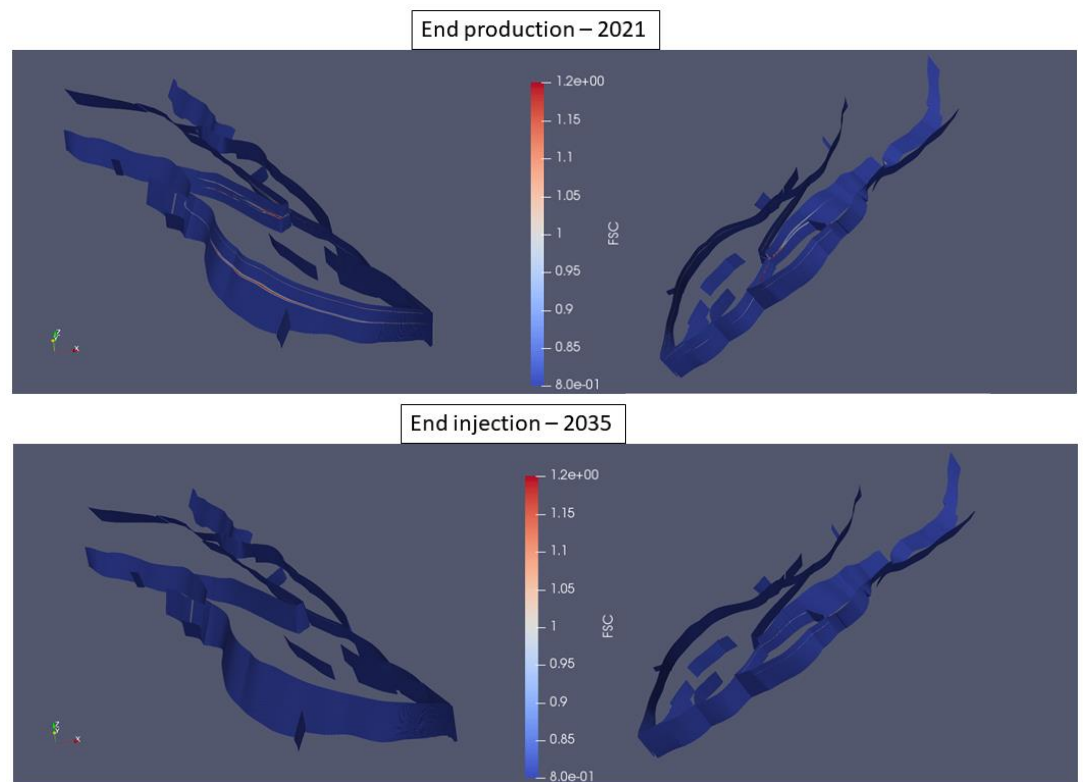 End production – 2021
1.2e+00
1.15
1.1
1.05
1
0.95
0.9
0.85
8.0e-01
FSC
Z
X
End injection – 2035
1.2e+00
1.15
1.1
1.05
1
0.95
0.9
0.85
8.0e-01
FSC
Z
X